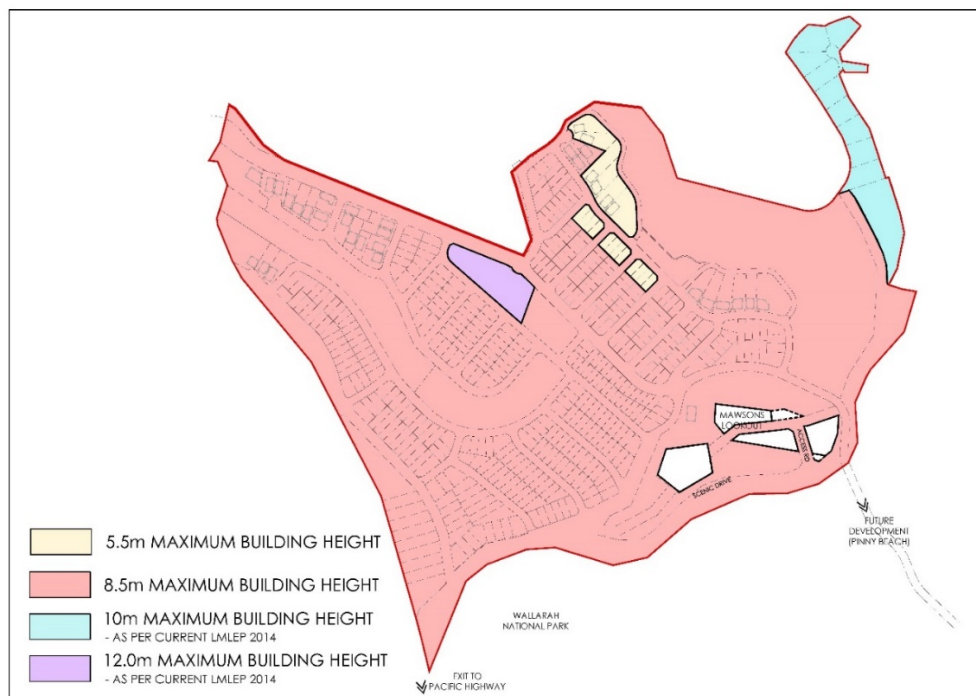 MAWSONS
LOOKOUT
ACCESS RD
SCENIC DRIVE
FUTURE
DEVELOPMENT
(PINNY BEACH)
5.5m MAXIMUM BUILDING HEIGHT
8.5m MAXIMUM BUILDING HEIGHT
10m MAXIMUM BUILDING HEIGHT
- AS PER CURRENT LMLEP 2014
12.0m MAXIMUM BUILDING HEIGHT
- AS PER CURRENT LMLEP 2014
WALLARAH
NATIONAL PARK
EXIT TO
PACIFIC HIGHWAY